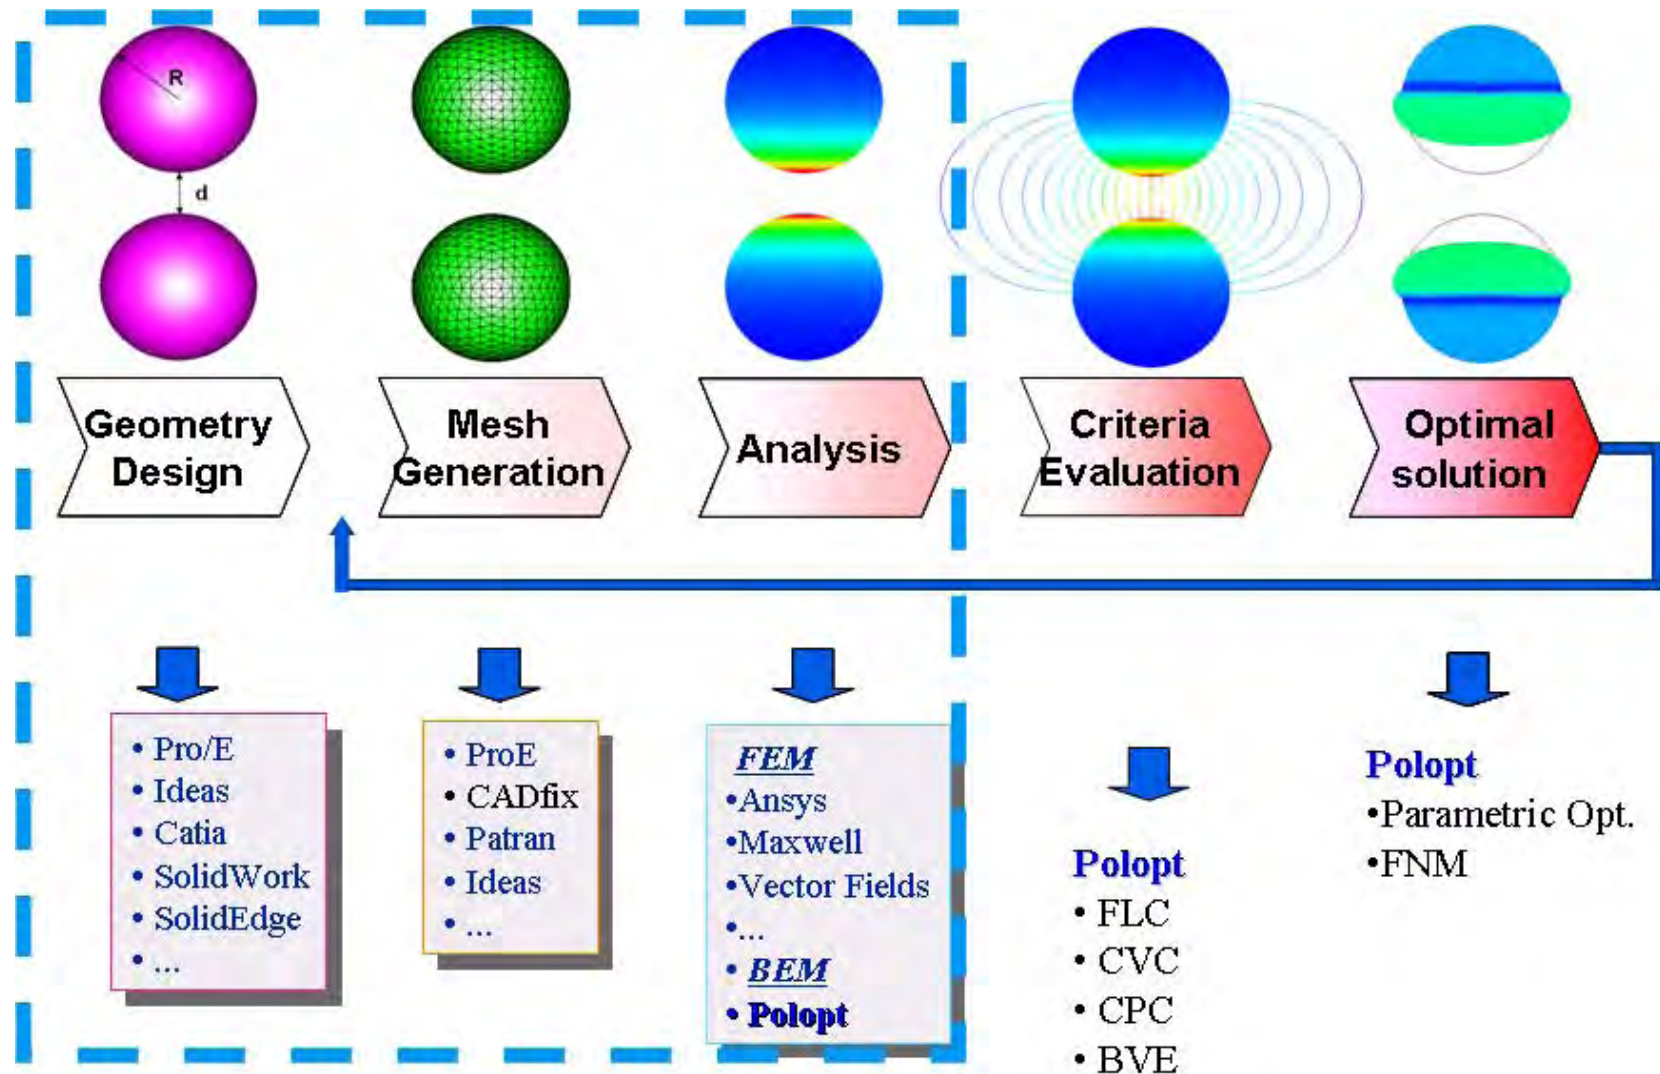 R
d
Geometry
Design
Mesh
Generation
Analysis
Criteria
Evaluation
Optimal
solution
• Pro/E
• Ideas
• Catia
• SolidWork
• SolidEdge
• ...
• ProE
• CADfix
• Patran
• Ideas
• ...
FEM
•Ansys
•Maxwell
•Vector Fields
•...
• BEM
• Polopt
Polopt
• FLC
• CVC
• CPC
• BVE
Polopt
•Parametric Opt.
•FNM